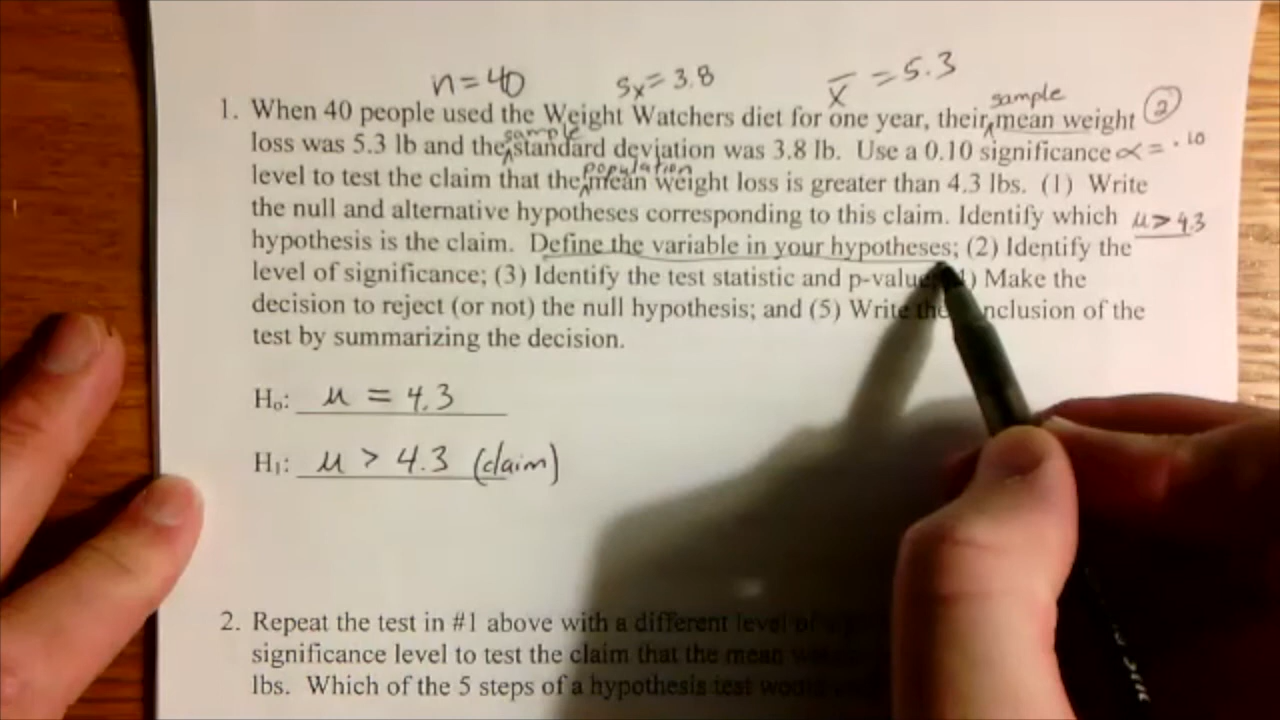 n=40 sx=3.8 x̄=5.3
sample
1. When 40 people used the Weight Watchers diet for one year, their mean weight (2)
sample
loss was 5.3 lb and the standard deviation was 3.8 lb. Use a 0.10 significance α=.10
population
level to test the claim that the mean weight loss is greater than 4.3 lbs. (1) Write
the null and alternative hypotheses corresponding to this claim. Identify which μ>4.3
hypothesis is the claim. Define the variable in your hypotheses; (2) Identify the
level of significance; (3) Identify the test statistic and p-value Make the
decision to reject (or not) the null hypothesis; and (5) Write
test by summarizing the decision.
H₀: μ = 4.3
H₁: μ > 4.3 (claim)
2. Repeat the test in #1 above with a different level of
significance level to test the claim that the mean
lbs. Which of the 5 steps of a hypothesis test would